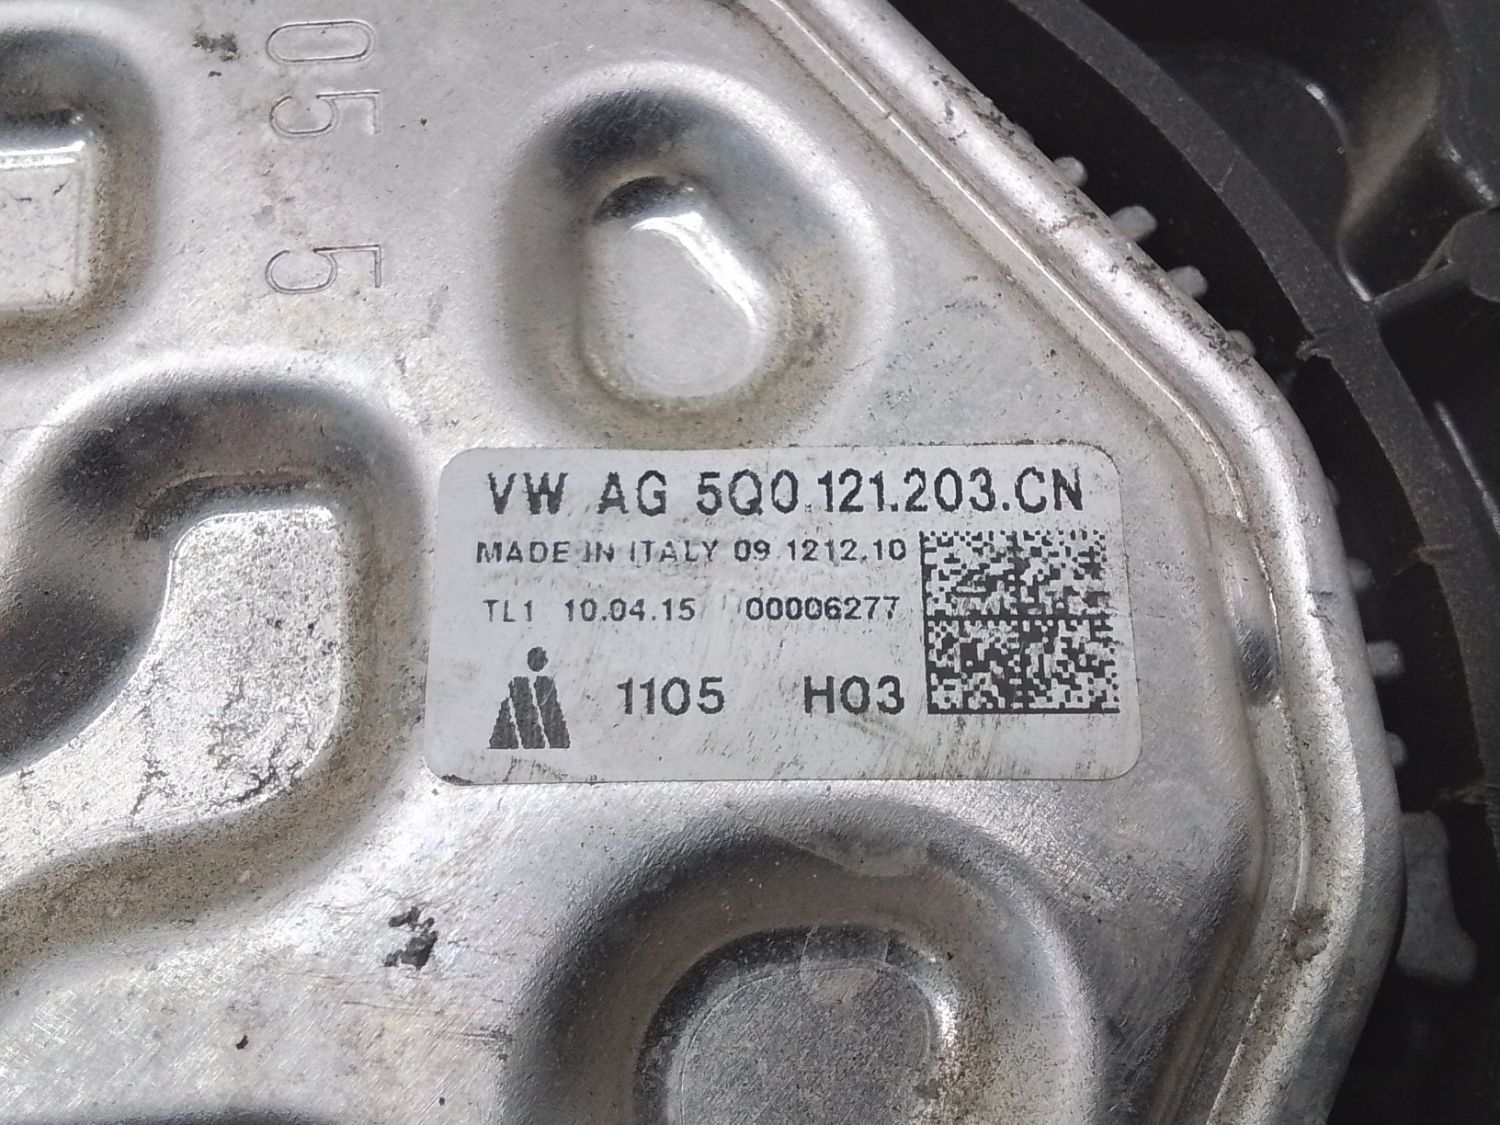 05 5
VW AG 5Q0.121.203.CN
MADE IN ITALY 09.1212.10
TL1 10.04.15 00006277
1105 H03